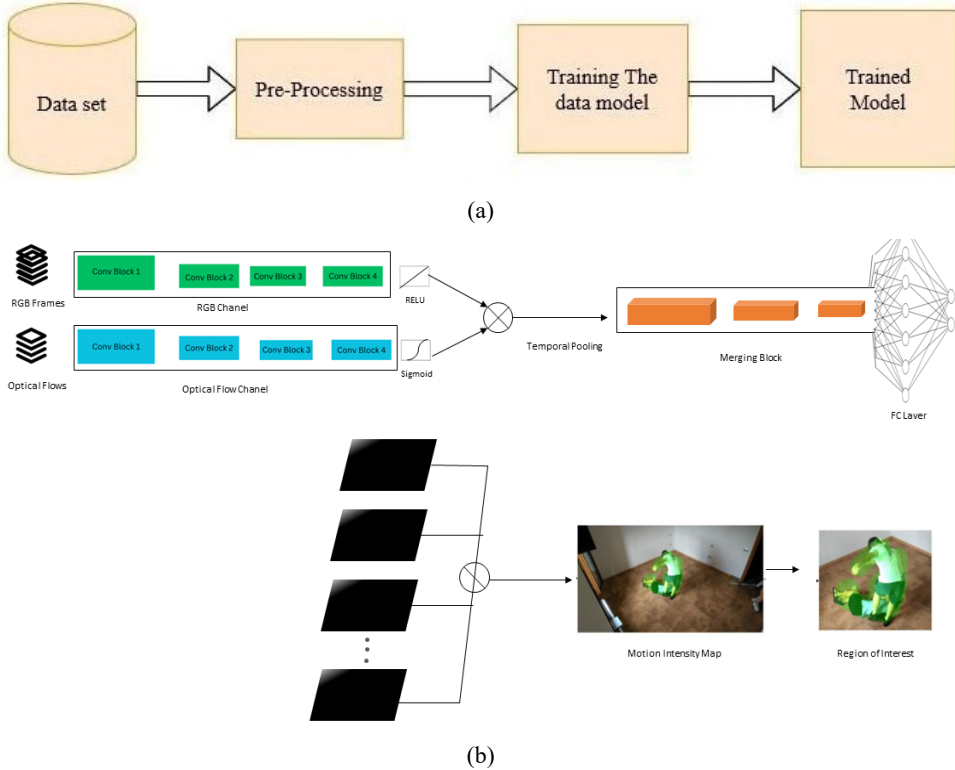 Data set
Pre-Processing
Training The
data model
Trained
Model
(a)
RGB Frames
Conv Block 1
Conv Block 2
Conv Block 3
Conv Block 4
RGB Chanel
RELU
Optical Flows
Conv Block 1
Conv Block 2
Conv Block 3
Conv Block 4
Optical Flow Chanel
Sigmoid
Temporal Pooling
Merging Block
FC Laver
Motion Intensity Map
Region of Interest
(b)